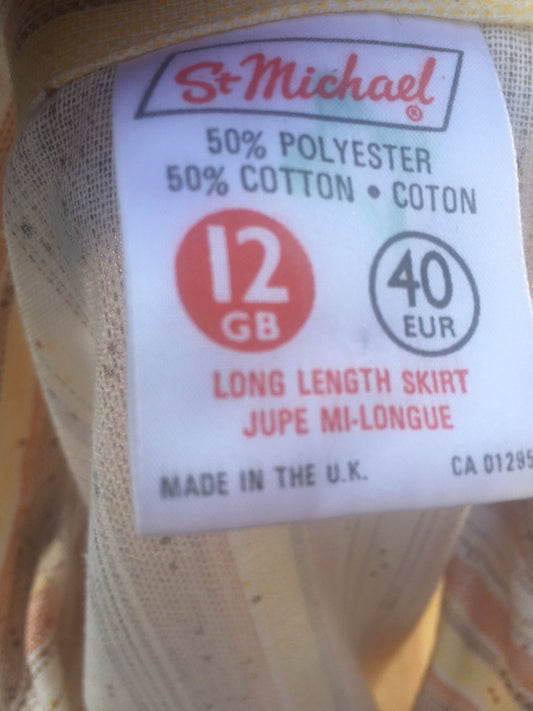 St Michael®
50% POLYESTER
50% COTTON • COTON
12 GB
40 EUR
LONG LENGTH SKIRT
JUPE MI-LONGUE
MADE IN THE U.K.
CA 01295